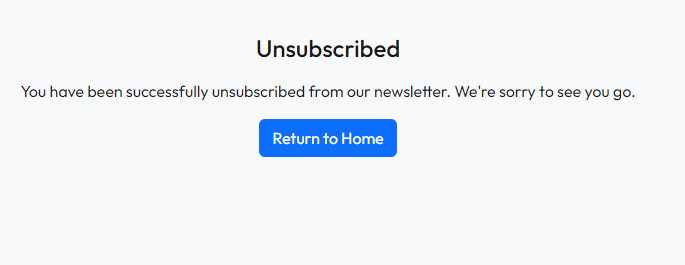 Unsubscribed
You have been successfully unsubscribed from our newsletter. We're sorry to see you go.
Return to Home